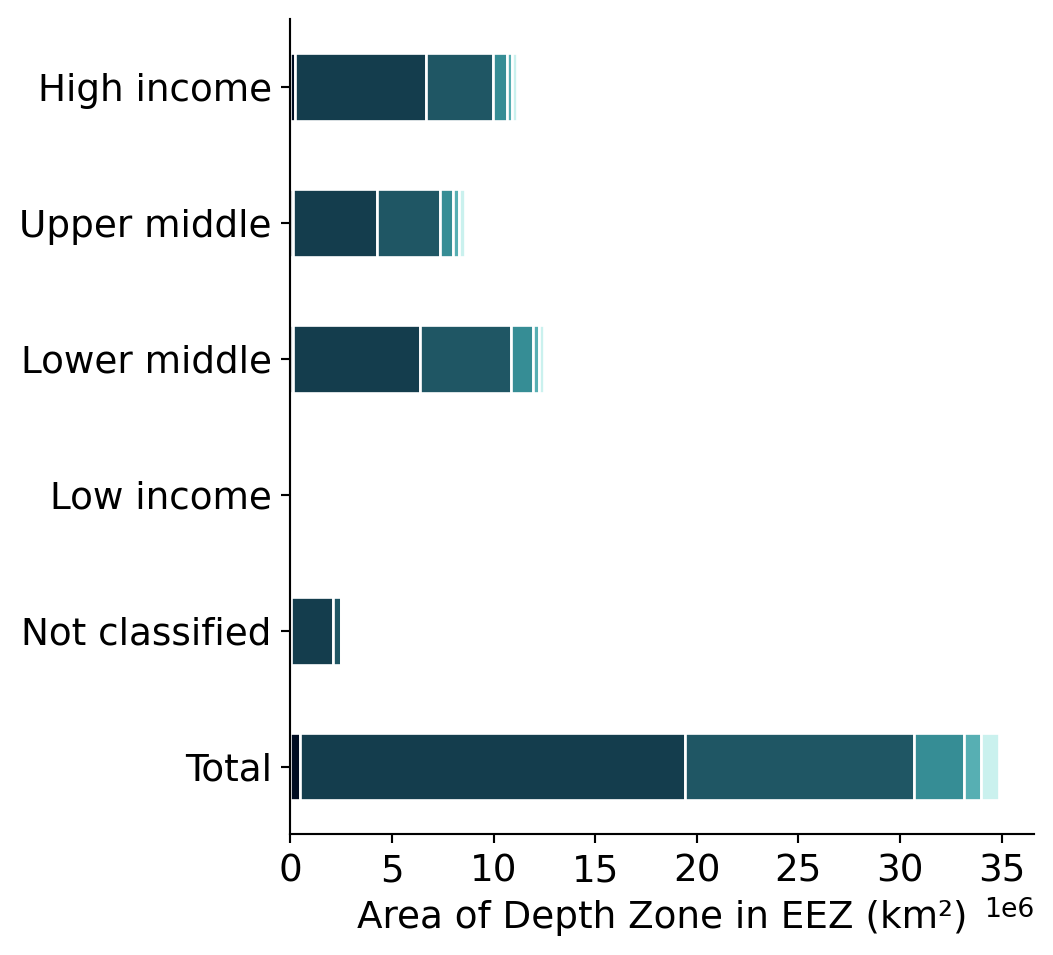 High income
Upper middle
Lower middle
Low income
Not classified
Total
0 5 10 15 20 25 30 35
Area of Depth Zone in EEZ (km²) 1e6